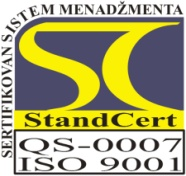 SERTIFIKOVAN SISTEM MENADŽMENTA
SC
StandCert
QS-0007
ISO 9001